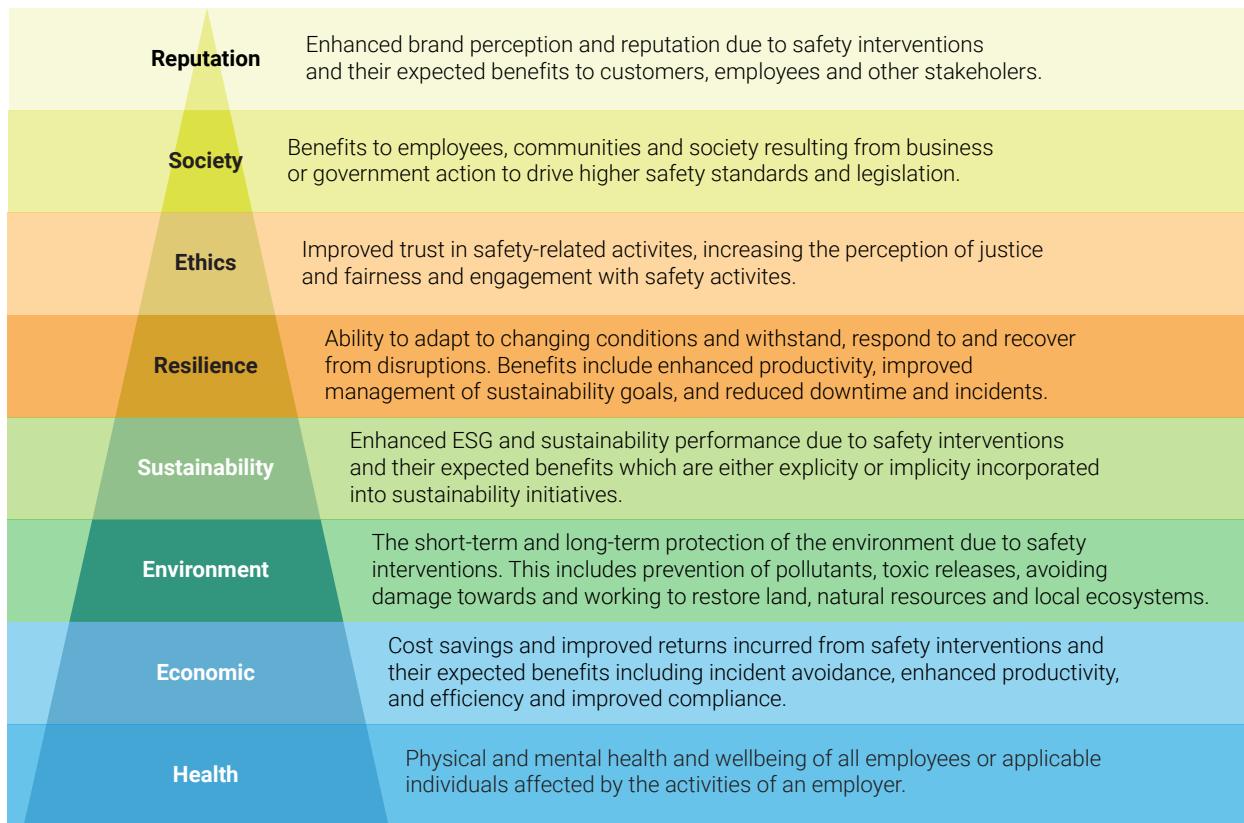 Reputation
Enhanced brand perception and reputation due to safety interventions
and their expected benefits to customers, employees and other stakeholers.
Society
Benefits to employees, communities and society resulting from business
or government action to drive higher safety standards and legislation.
Ethics
Improved trust in safety-related activites, increasing the perception of justice
and fairness and engagement with safety activites.
Resilience
Ability to adapt to changing conditions and withstand, respond to and recover
from disruptions. Benefits include enhanced productivity, improved
management of sustainability goals, and reduced downtime and incidents.
Sustainability
Enhanced ESG and sustainability performance due to safety interventions
and their expected benefits which are either explicity or implicity incorporated
into sustainability initiatives.
Environment
The short-term and long-term protection of the environment due to safety
interventions. This includes prevention of pollutants, toxic releases, avoiding
damage towards and working to restore land, natural resources and local ecosystems.
Economic
Cost savings and improved returns incurred from safety interventions and
their expected benefits including incident avoidance, enhanced productivity,
and efficiency and improved compliance.
Health
Physical and mental health and wellbeing of all employees or applicable
individuals affected by the activities of an employer.